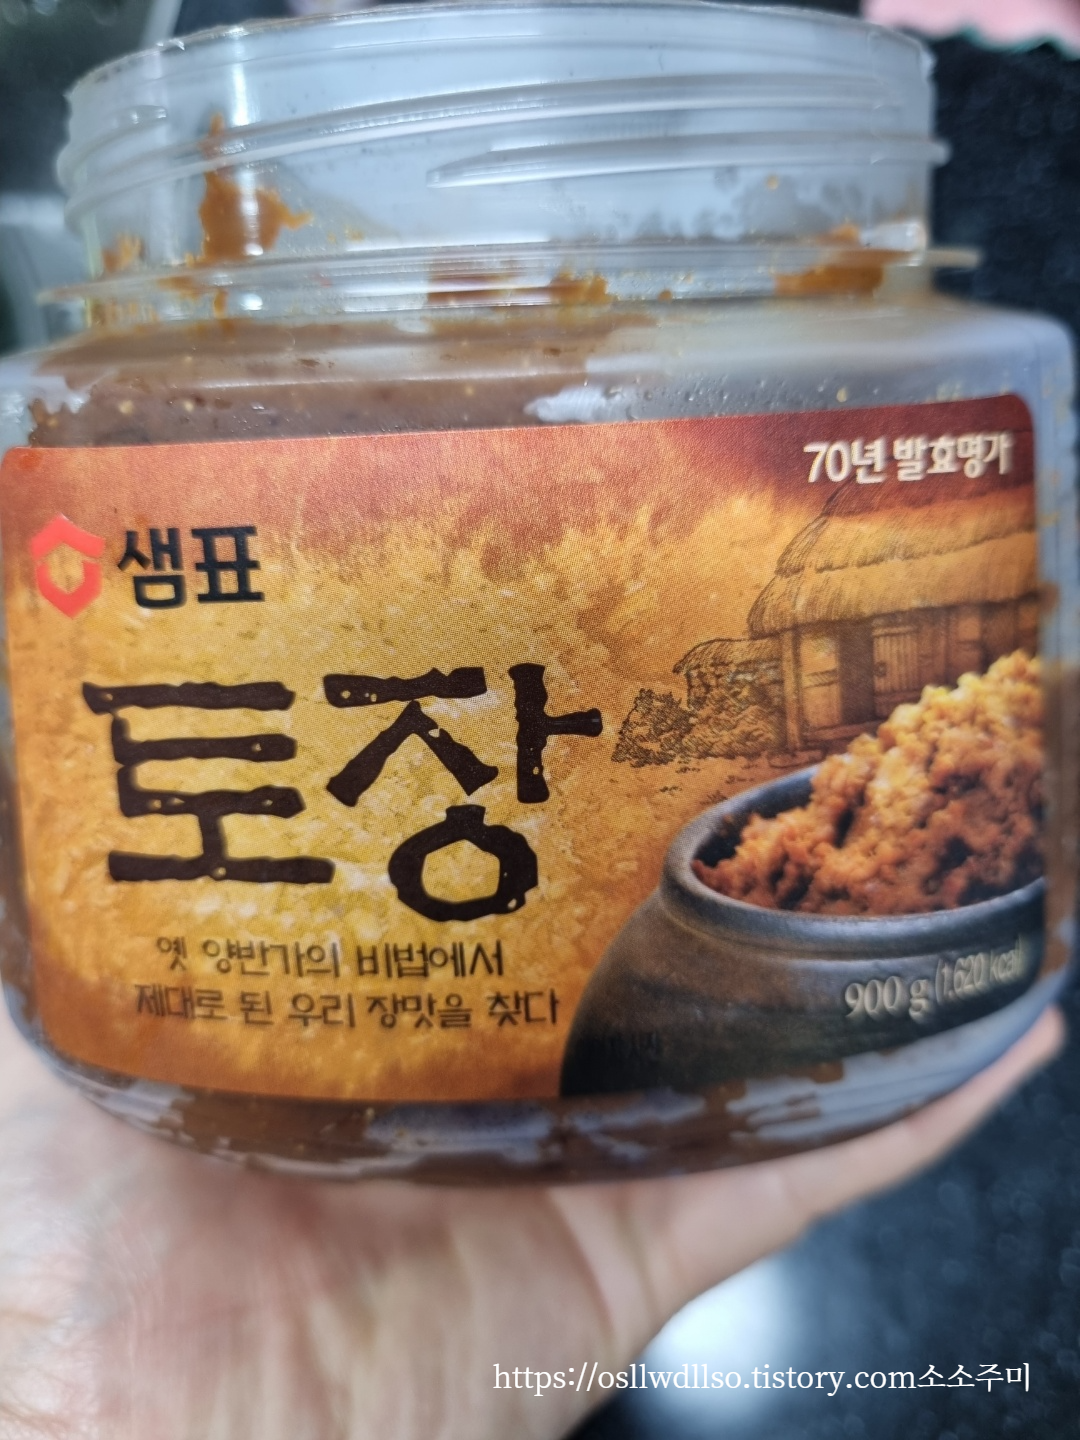 70년 발효명가
샘표
토장
옛 양반가의 비법에서
제대로 된 우리 장맛을 찾다
900 g (1,620 kcal)
https://osllwdllso.tistory.com소소주미